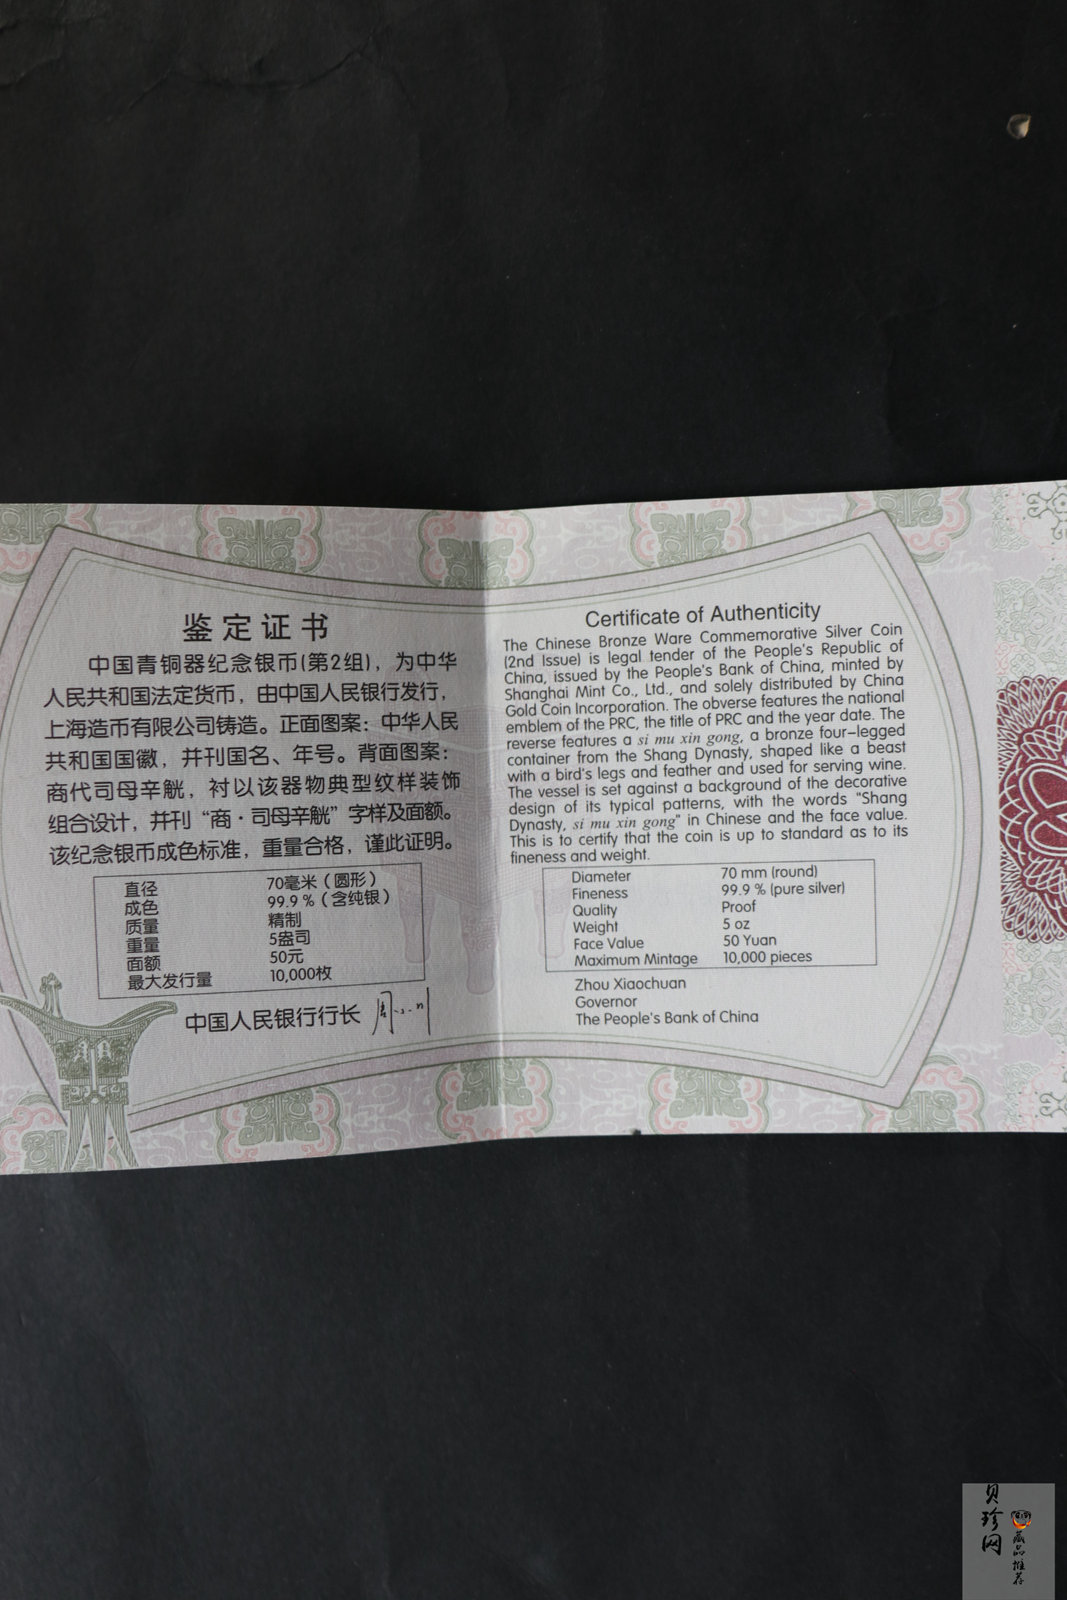 鉴定证书
中国青铜器纪念银币(第2组)，为中华
人民共和国法定货币，由中国人民银行发行，
上海造币有限公司铸造。正面图案：中华人民
共和国国徽，并刊国名、年号。背面图案：
商代司母辛觥，衬以该器物典型纹样装饰
组合设计，并刊“商·司母辛觥”字样及面额。
该纪念银币成色标准，重量合格，谨此证明。
直径 70毫米（圆形）
成色 99.9％（含纯银）
质量 精制
重量 5盎司
面额 50元
最大发行量 10,000枚
中国人民银行行长
Certificate of Authenticity
The Chinese Bronze Ware Commemorative Silver Coin
(2nd Issue) is legal tender of the People's Republic of
China, issued by the People's Bank of China, minted by
Shanghai Mint Co., Ltd., and solely distributed by China
Gold Coin Incorporation. The obverse features the national
emblem of the PRC, the title of PRC and the year date. The
reverse features a si mu xin gong, a bronze four-legged
container from the Shang Dynasty, shaped like a beast
with a bird's legs and feather and used for serving wine.
The vessel is set against a background of the decorative
design of its typical patterns, with the words "Shang
Dynasty, si mu xin gong" in Chinese and the face value.
This is to certify that the coin is up to standard as to its
fineness and weight.
Diameter 70 mm (round)
Fineness 99.9 % (pure silver)
Quality Proof
Weight 5 oz
Face Value 50 Yuan
Maximum Mintage 10,000 pieces
Zhou Xiaochuan
Governor
The People's Bank of China
贝珍网
藏品推荐